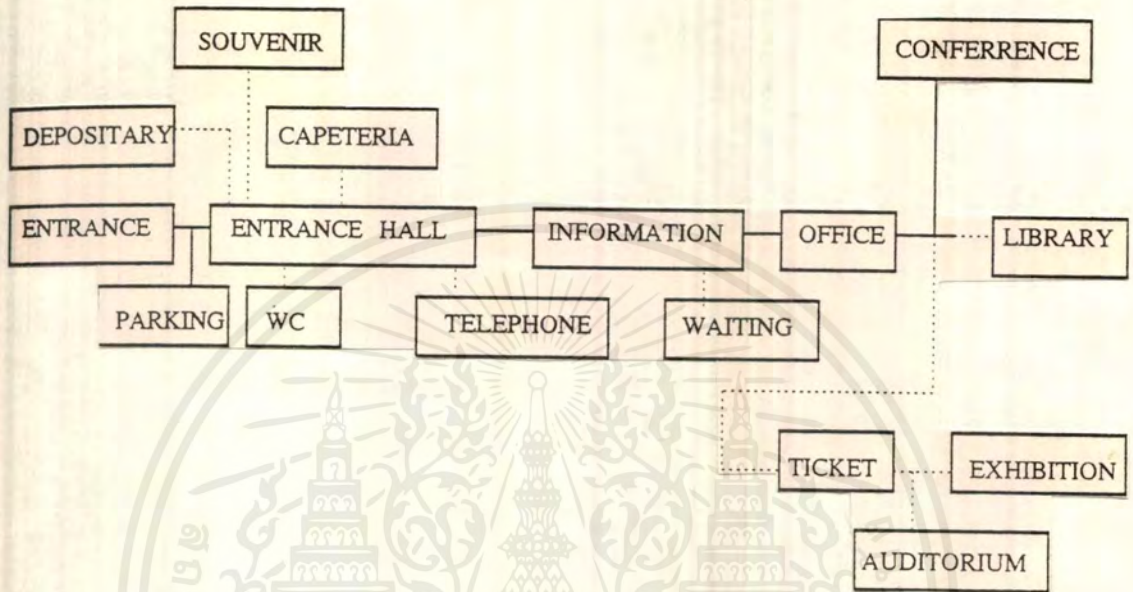 SOUVENIR
CONFERRENCE
DEPOSITARY
CAPETERIA
ENTRANCE
ENTRANCE HALL
INFORMATION
OFFICE
LIBRARY
PARKING
WC
TELEPHONE
WAITING
TICKET
EXHIBITION
AUDITORIUM